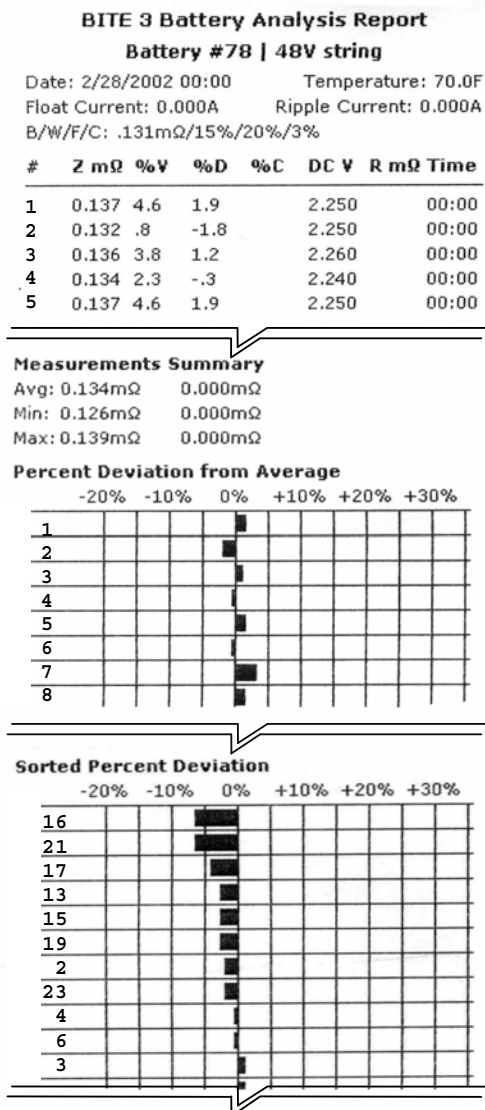 BITE 3 Battery Analysis Report
Battery #78 | 48V string
Date: 2/28/2002 00:00 Temperature: 70.0F
Float Current: 0.000A Ripple Current: 0.000A
B/W/F/C: .131mΩ/15%/20%/3%
# Z mΩ %V %D %C DC V R mΩ Time
1 0.137 4.6 1.9 2.250 00:00
2 0.132 .8 -1.8 2.250 00:00
3 0.136 3.8 1.2 2.260 00:00
4 0.134 2.3 -.3 2.240 00:00
5 0.137 4.6 1.9 2.250 00:00
Measurements Summary
Avg: 0.134mΩ 0.000mΩ
Min: 0.126mΩ 0.000mΩ
Max: 0.139mΩ 0.000mΩ
Percent Deviation from Average
-20% -10% 0% +10% +20% +30%
1
2
3
4
5
6
7
8
Sorted Percent Deviation
-20% -10% 0% +10% +20% +30%
16
21
17
13
15
19
2
23
4
6
3